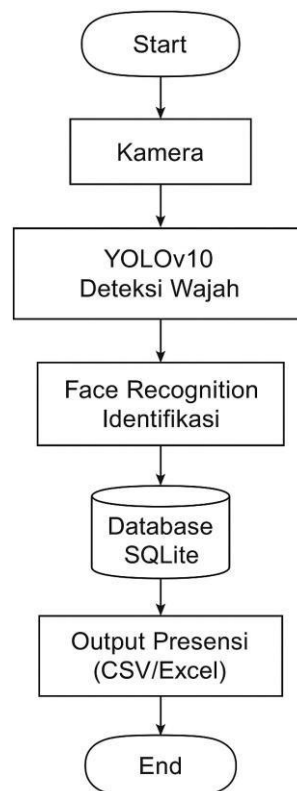 Start
Kamera
YOLOv10
Deteksi Wajah
Face Recognition
Identifikasi
Database
SQLite
Output Presensi
(CSV/Excel)
End